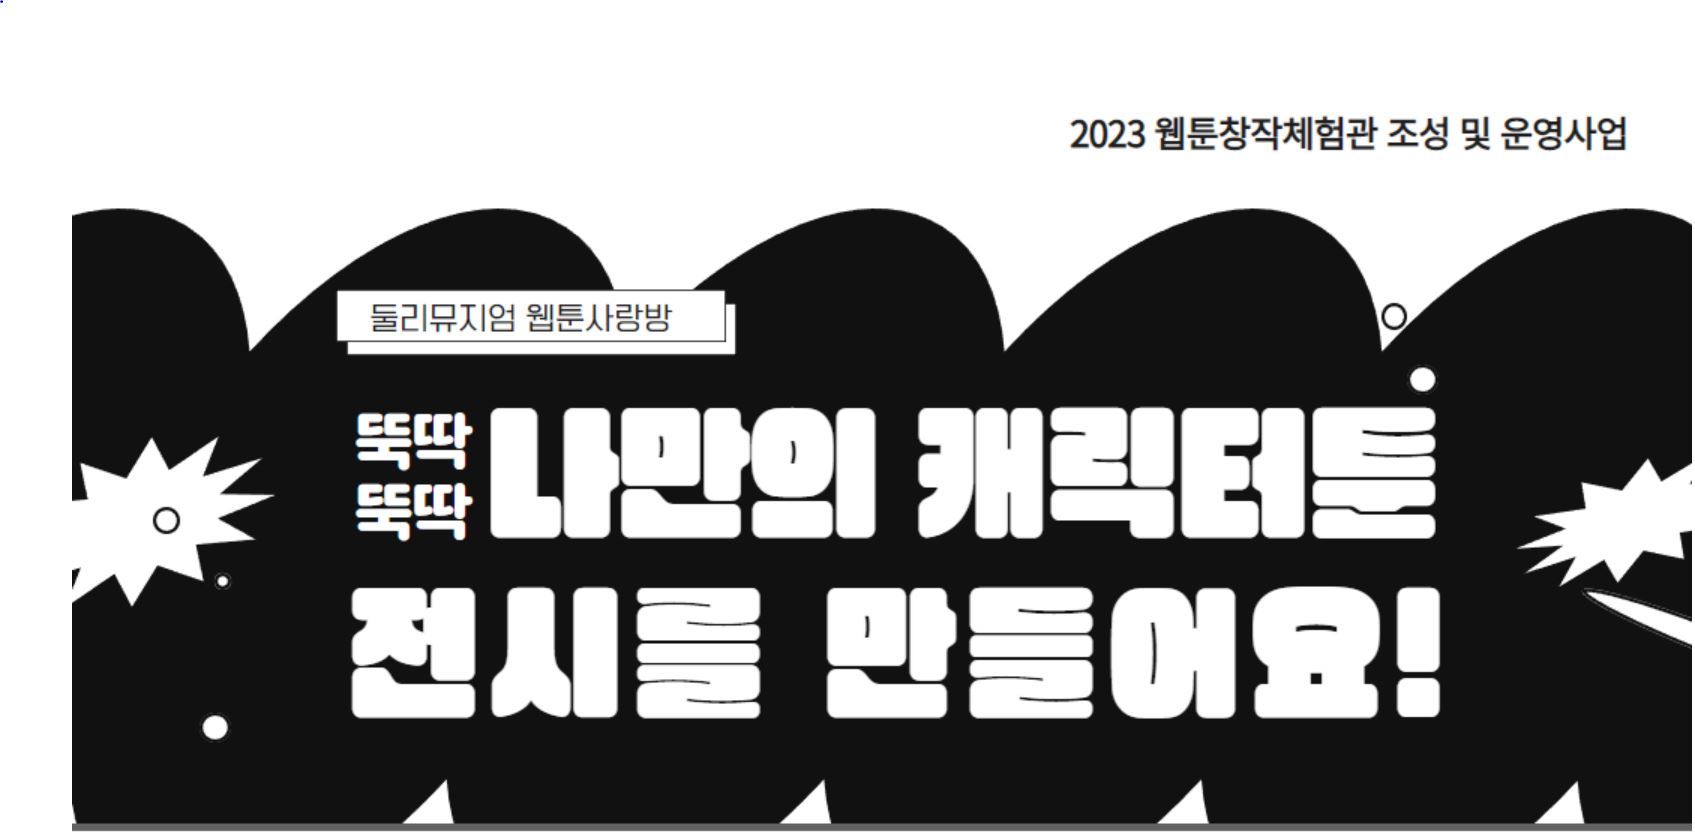 2023 웹툰창작체험관 조성 및 운영사업
둘리뮤지엄 웹툰사랑방
뚝딱
뚝딱
나만의 캐릭터툰
전시를 만들어요!